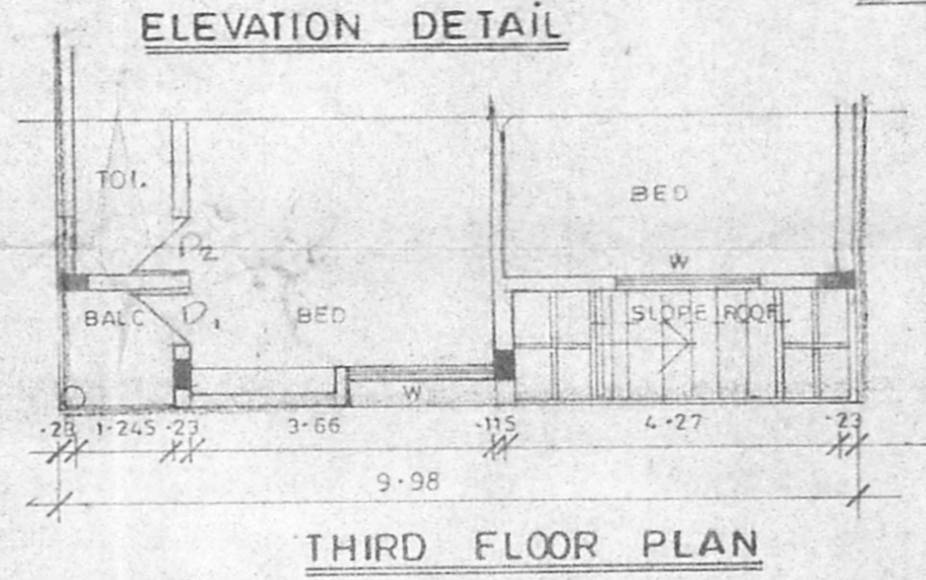 ELEVATION DETAIL
TOI.
BED
D2
W
BALC D1 BED
SLOPE ROOF
W
.23 1.245 .23 3.66 .115 4.27 .23
9.98
THIRD FLOOR PLAN